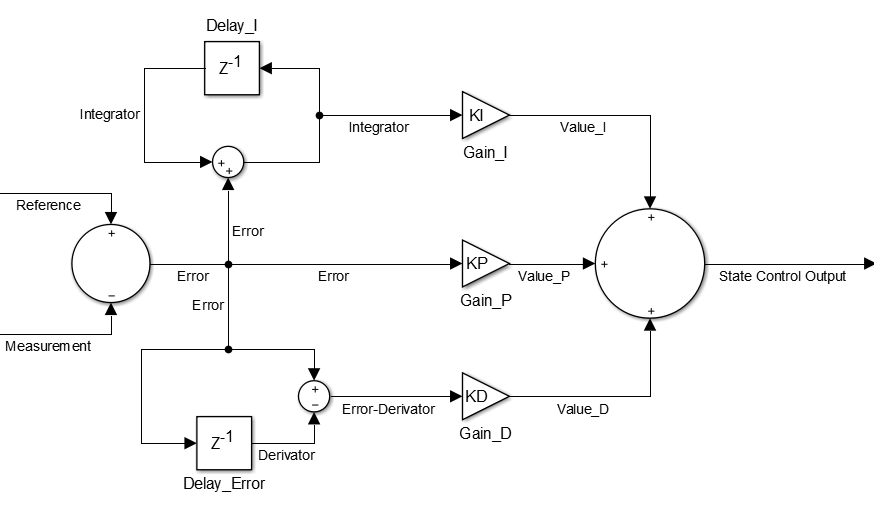 Delay_I
Z-1
Integrator
Integrator
KI
Value_I
Gain_I
+
+
Reference
+
Error
+
−
Error
Error
Error
KP
Value_P
+
State Control Output
Gain_P
+
Measurement
+
−
Error-Derivator
KD
Value_D
Gain_D
Z-1
Derivator
Delay_Error